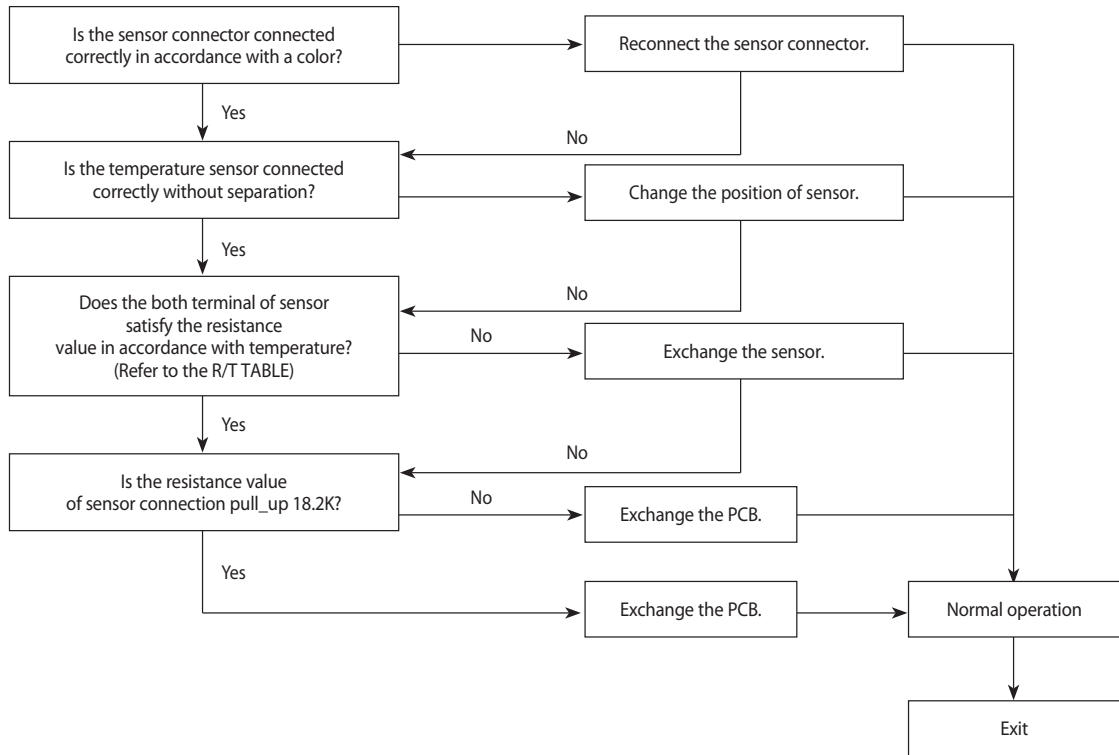 Is the sensor connector connected
correctly in accordance with a color?
Reconnect the sensor connector.
Yes
No
Is the temperature sensor connected
correctly without separation?
Change the position of sensor.
Yes
No
Does the both terminal of sensor
satisfy the resistance
value in accordance with temperature?
(Refer to the R/T TABLE)
No
Exchange the sensor.
Yes
No
Is the resistance value
of sensor connection pull_up 18.2K?
No
Exchange the PCB.
Yes
Exchange the PCB.
Normal operation
Exit